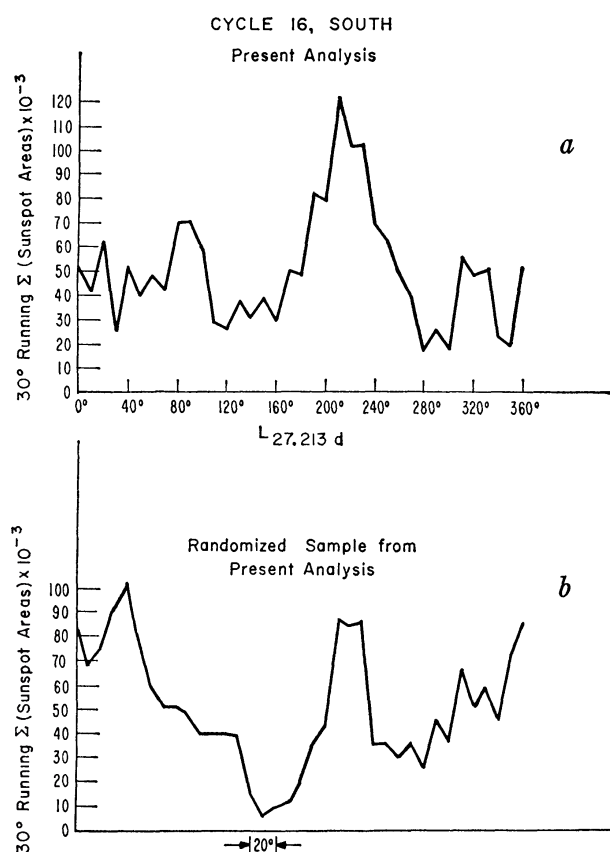 CYCLE 16, SOUTH
Present Analysis
a
30° Running Σ (Sunspot Areas) x 10⁻³
120
110
100
90
80
70
60
50
40
30
20
10
0
0° 40° 80° 120° 160° 200° 240° 280° 320° 360°
L 27.213 d
Randomized Sample from
Present Analysis
b
30° Running Σ (Sunspot Areas) x 10⁻³
100
90
80
70
60
50
40
30
20
10
0
20°